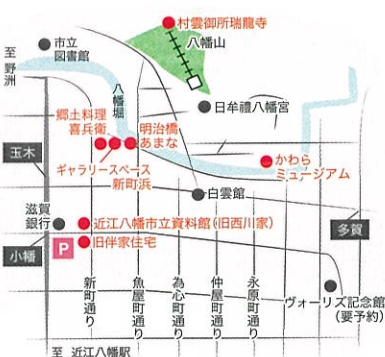 村雲御所瑞龍寺
八幡山
市立
図書館
至
野洲
八幡堀
日牟禮八幡宮
郷土料理
喜兵衛
明治橋
あまな
玉木
ギャラリースペース
新町浜
かわら
ミュージアム
白雲館
滋賀
銀行
近江八幡市立資料館(旧西川家)
多賀
小幡
P
旧伴家住宅
新町通り
魚屋町通り
為心町通り
仲屋町通り
永原町通り
ヴォーリズ記念館
(要予約)
至 近江八幡駅